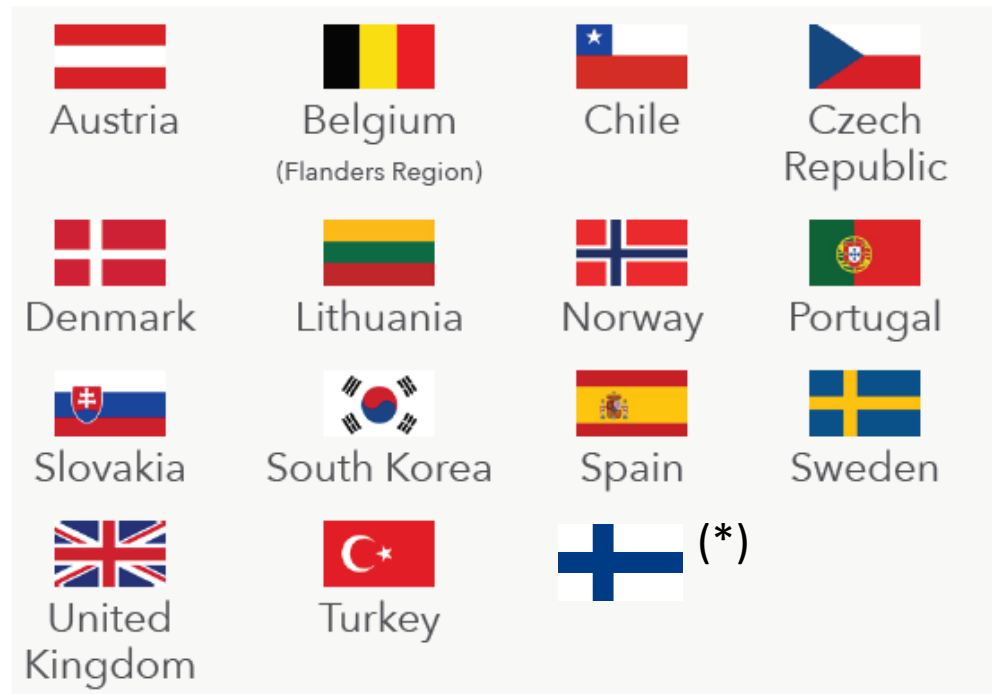 Austria
Belgium
(Flanders Region)
Chile
Czech
Republic
Denmark
Lithuania
Norway
Portugal
Slovakia
South Korea
Spain
Sweden
United
Kingdom
Turkey
(*)